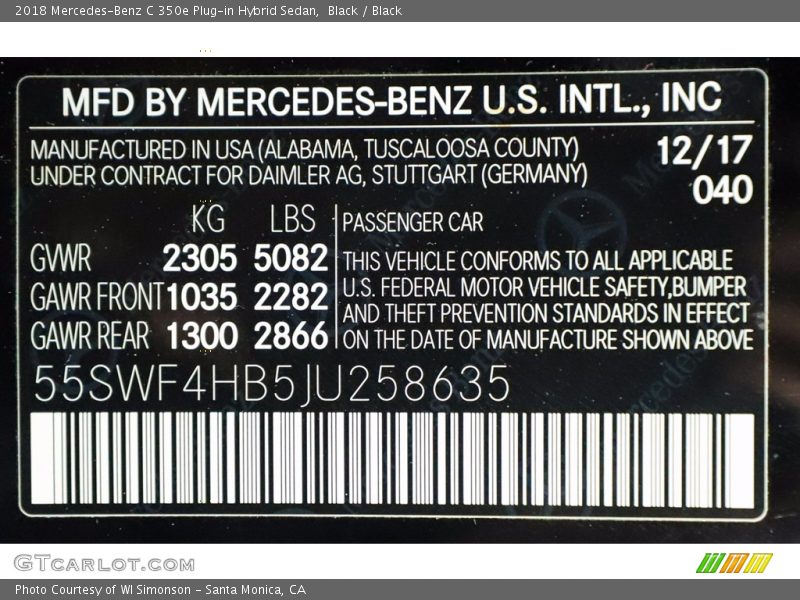 2018 Mercedes-Benz C 350e Plug-in Hybrid Sedan,  Black / Black
MFD BY MERCEDES-BENZ U.S. INTL., INC
MANUFACTURED IN USA (ALABAMA, TUSCALOOSA COUNTY)
UNDER CONTRACT FOR DAIMLER AG, STUTTGART (GERMANY)
12/17
040
KG LBS
GVWR 2305 5082
GAWR FRONT 1035 2282
GAWR REAR 1300 2866
PASSENGER CAR
THIS VEHICLE CONFORMS TO ALL APPLICABLE
U.S. FEDERAL MOTOR VEHICLE SAFETY,BUMPER
AND THEFT PREVENTION STANDARDS IN EFFECT
ON THE DATE OF MANUFACTURE SHOWN ABOVE
55SWF4HB5JU258635
GTCARLOT.COM
Photo Courtesy of WI Simonson - Santa Monica, CA